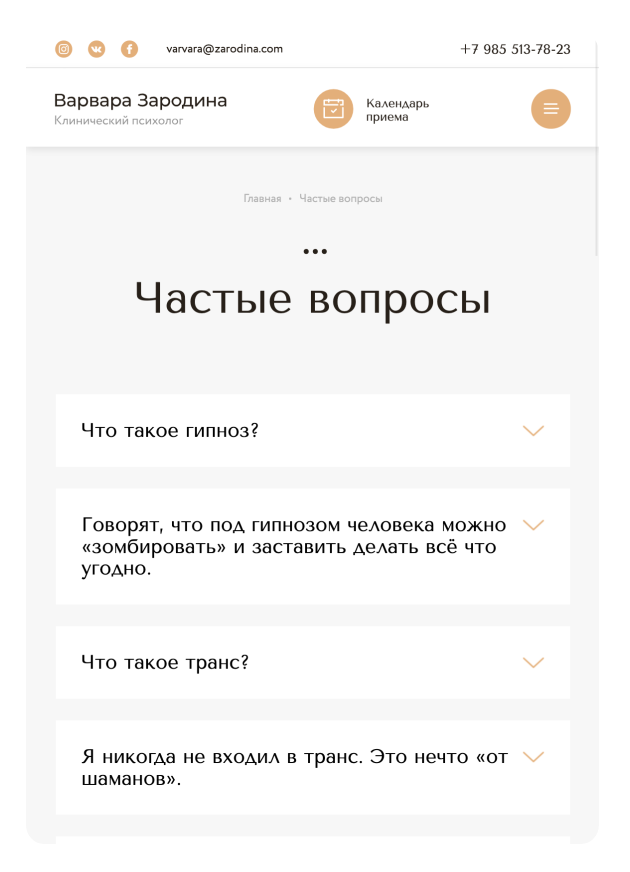 varvara@zarodina.com
+7 985 513-78-23
Варвара Зародина
Клинический психолог
Календарь
приема
Главная • Частые вопросы
...
Частые вопросы
Что такое гипноз?
Говорят, что под гипнозом человека можно
«зомбировать» и заставить делать всё что
угодно.
Что такое транс?
Я никогда не входил в транс. Это нечто «от
шаманов».